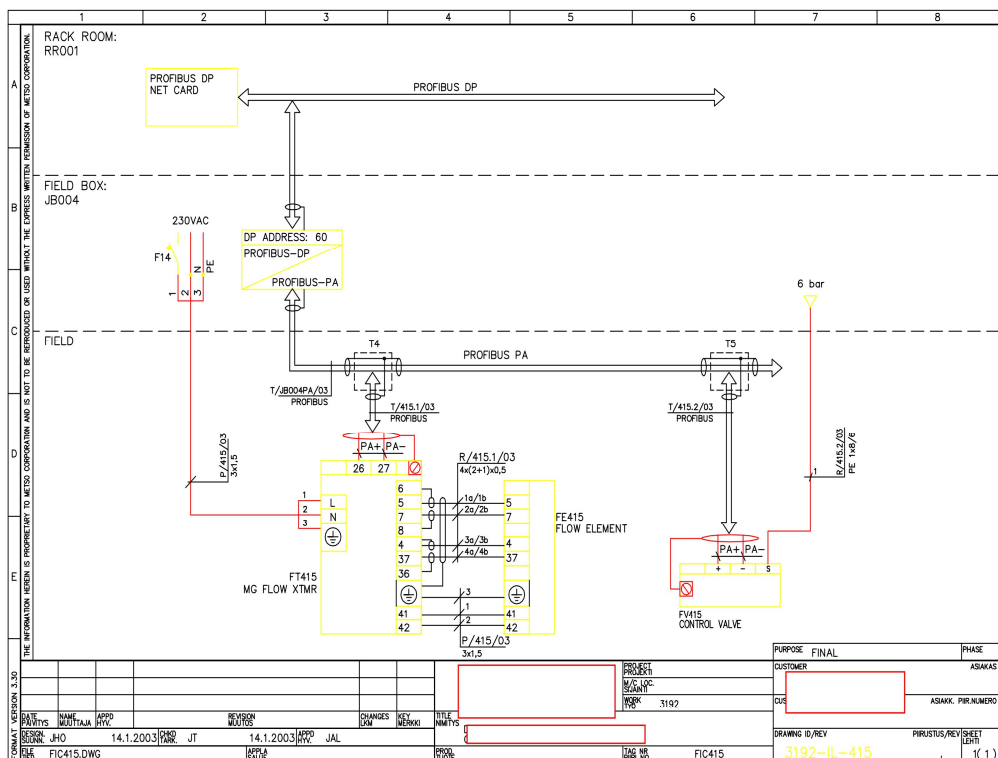 1 2 3 4 5 6 7 8
A
B
C
D
E
THE INFORMATION HEREIN IS PROPRIETARY TO METSO CORPORATION AND IS NOT TO BE REPRODUCED OR USED WITHOUT THE EXPRESS WRITTEN PERMISSION OF METSO CORPORATION.
FORMAT VERSION 3.30
RACK ROOM:
RR001
PROFIBUS DP
NET CARD
PROFIBUS DP
FIELD BOX:
JB004
230VAC
F14
N
PE
1
2
3
DP ADDRESS: 60
PROFIBUS-DP
PROFIBUS-PA
6 bar
FIELD
T4
PROFIBUS PA
T5
T/JB004PA/03
PROFIBUS
T/415.1/03
PROFIBUS
T/415.2/03
PROFIBUS
P/415/03
3x1,5
R/415.2/03
PE 1x8/6
1
PA+ PA-
26 27
R/415.1/03
4x(2+1)x0,5
1
2
3
L
N
6
5
7
8
4
37
36
41
42
1a/1b
2a/2b
3a/3b
4a/4b
3
1
2
5
7
4
37
41
42
FE415
FLOW ELEMENT
FT415
MG FLOW XTMR
P/415/03
3x1,5
PA+ PA-
+ - S
FV415
CONTROL VALVE
PURPOSE FINAL PHASE
CUSTOMER ASIAKAS
PROJECT
PROJEKTI
M/C LOC.
SIJAINTI
WORK 3192
TYÖ
CUS ASIAKK. PIIR.NUMERO
DATE NAME APPD REVISION CHANGES KEY TITLE
PÄIVITYS MUUTTAJA HYV. MUUTOS LKM MERKKI NIMITYS
DESIGN. JHO 14.1.2003 CHKD JT 14.1.2003 APPD JAL
SUUNN. TARK. HYV.
DRAWING ID/REV PIIRUSTUS/REV SHEET
LEHTI
3192-IL-415 1( 1)
FILE FIC415.DWG APPLA PROD. TAG NR FIC415